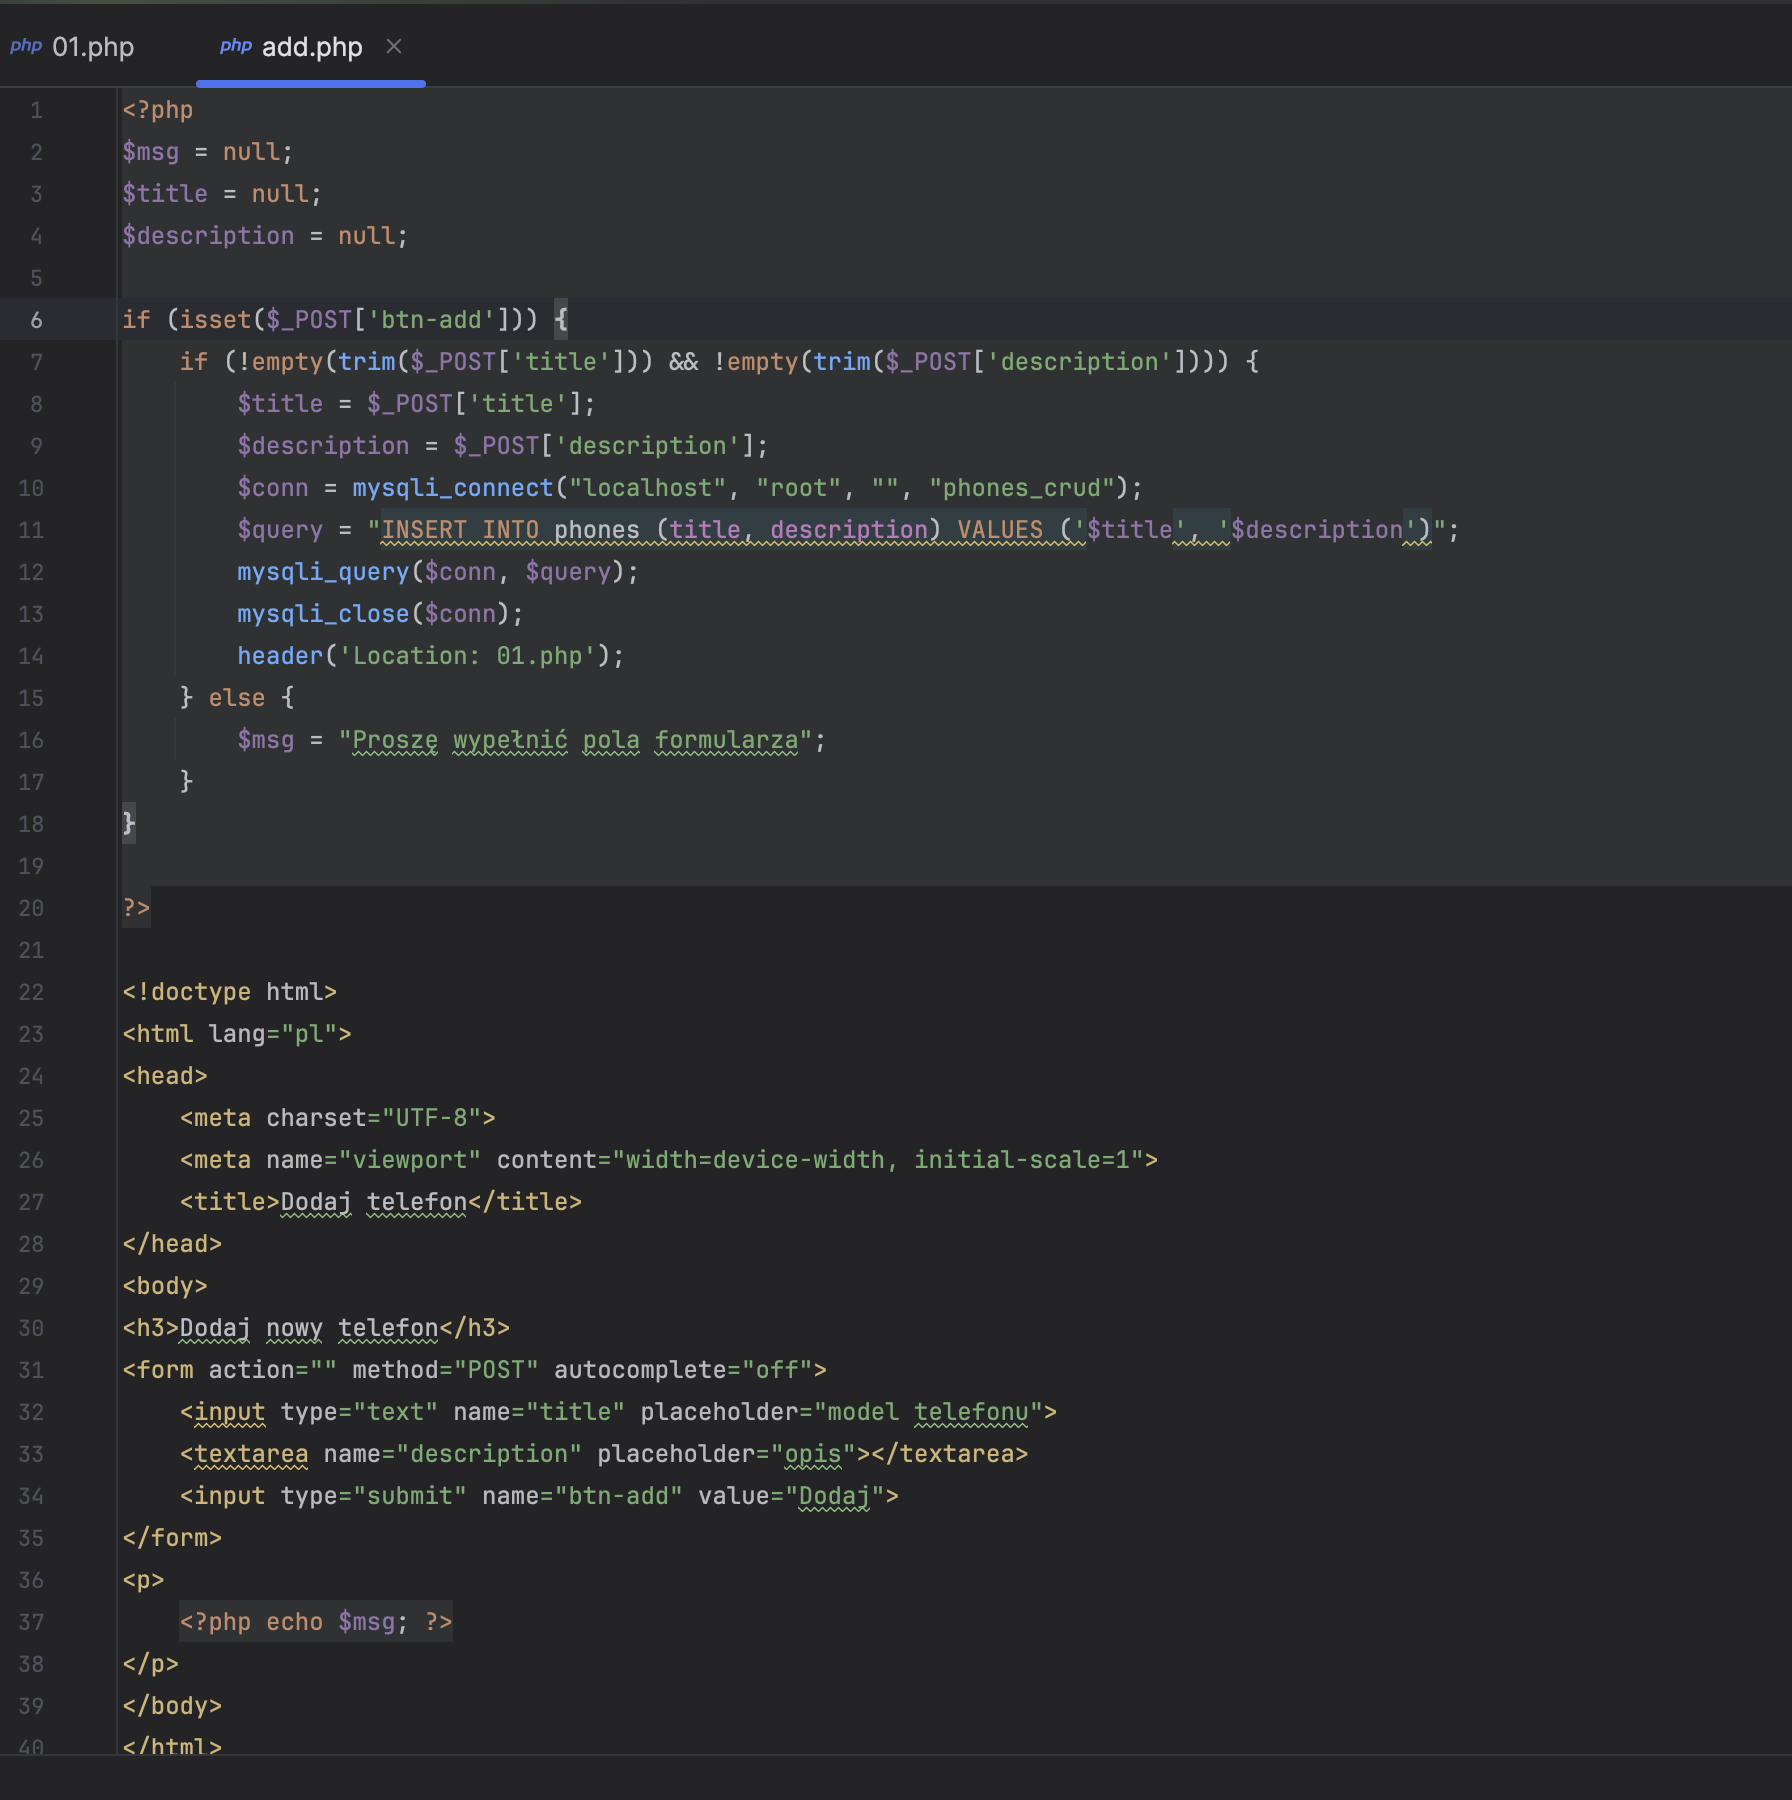 php 01.php php add.php ×
1 <?php
2 $msg = null;
3 $title = null;
4 $description = null;
5
6 if (isset($_POST['btn-add'])) {
7     if (!empty(trim($_POST['title'])) && !empty(trim($_POST['description']))) {
8         $title = $_POST['title'];
9         $description = $_POST['description'];
10         $conn = mysqli_connect("localhost", "root", "", "phones_crud");
11         $query = "INSERT INTO phones (title, description) VALUES ('$title', '$description')";
12         mysqli_query($conn, $query);
13         mysqli_close($conn);
14         header('Location: 01.php');
15     } else {
16         $msg = "Proszę wypełnić pola formularza";
17     }
18 }
19
20 ?>
21
22 <!doctype html>
23 <html lang="pl">
24 <head>
25     <meta charset="UTF-8">
26     <meta name="viewport" content="width=device-width, initial-scale=1">
27     <title>Dodaj telefon</title>
28 </head>
29 <body>
30 <h3>Dodaj nowy telefon</h3>
31 <form action="" method="POST" autocomplete="off">
32     <input type="text" name="title" placeholder="model telefonu">
33     <textarea name="description" placeholder="opis"></textarea>
34     <input type="submit" name="btn-add" value="Dodaj">
35 </form>
36 <p>
37     <?php echo $msg; ?>
38 </p>
39 </body>
40 </html>